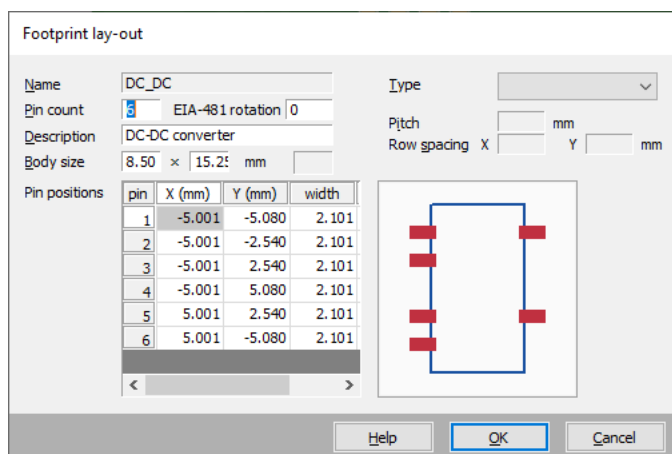 Footprint lay-out
Name DC_DC
Type
Pin count 6 EIA-481 rotation 0
Pitch mm
Description DC-DC converter
Row spacing X Y mm
Body size 8.50 × 15.25 mm
Pin positions
pin X (mm) Y (mm) width
1 -5.001 -5.080 2.101
2 -5.001 -2.540 2.101
3 -5.001 2.540 2.101
4 -5.001 5.080 2.101
5 5.001 2.540 2.101
6 5.001 -5.080 2.101
Help OK Cancel